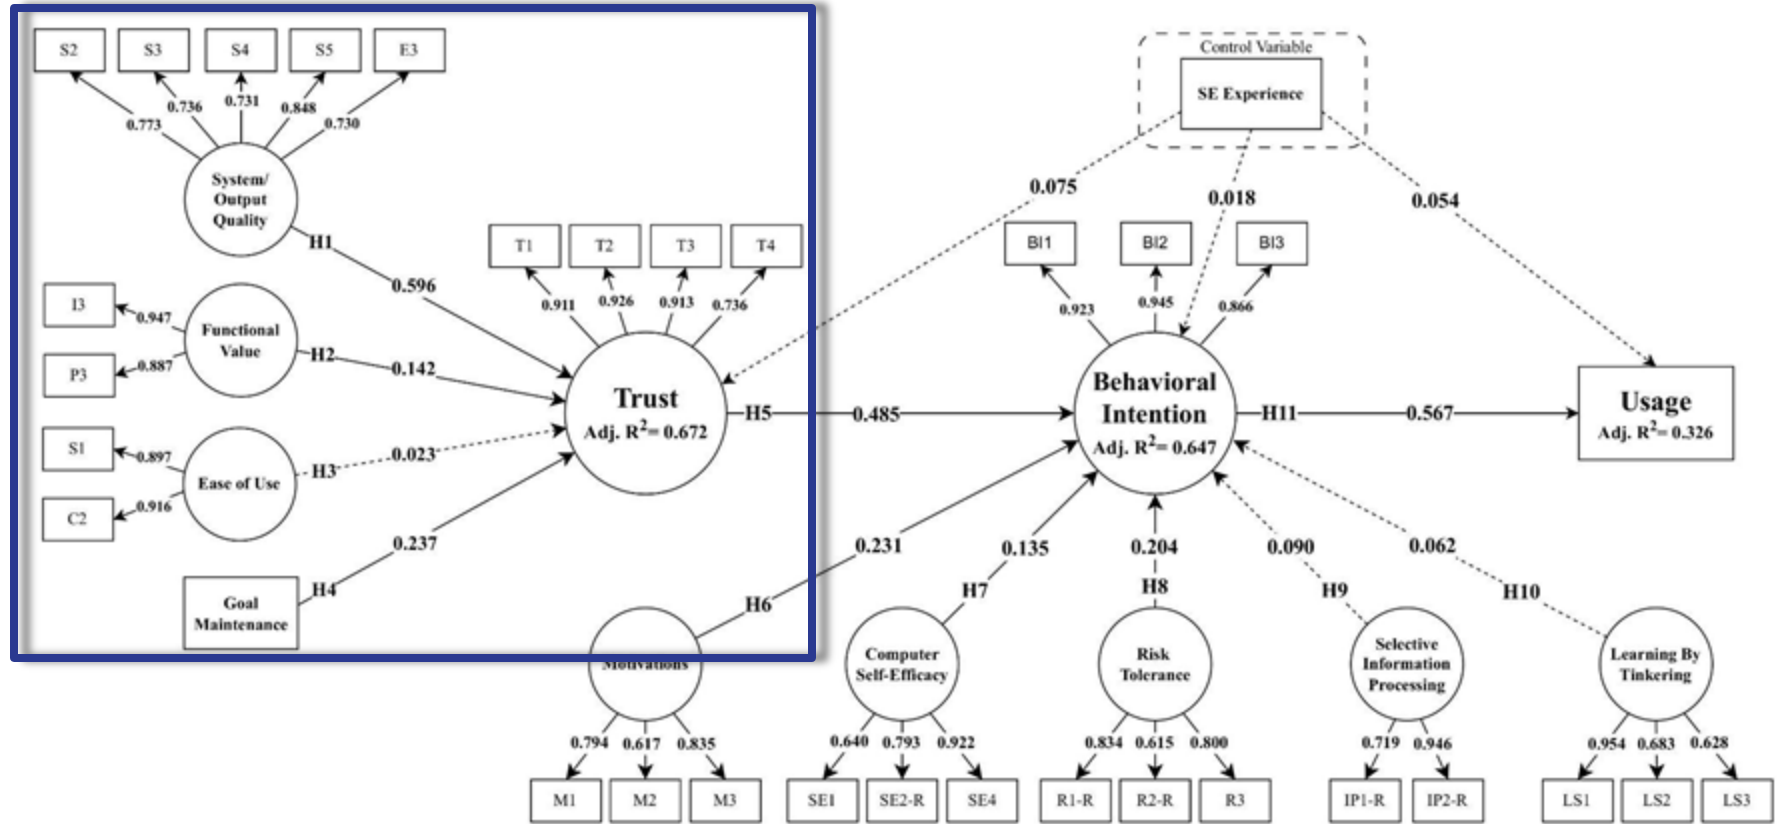 S2
S3
S4
S5
E3
0.773
0.736
0.731
0.848
0.730
System/
Output
Quality
H1
0.596
I3
P3
0.947
0.887
Functional
Value
H2
0.142
S1
C2
0.897
0.916
Ease of Use
H3
0.023
Goal
Maintenance
H4
0.237
T1
T2
T3
T4
0.911
0.926
0.913
0.736
Trust
Adj. R²= 0.672
H5
0.485
Control Variable
SE Experience
0.075
0.018
0.054
BI1
BI2
BI3
0.923
0.945
0.866
Behavioral
Intention
Adj. R²= 0.647
H11
0.567
Usage
Adj. R²= 0.326
0.231
H6
Motivations
0.794
0.617
0.835
M1
M2
M3
0.135
H7
Computer
Self-Efficacy
0.640
0.793
0.922
SE1
SE2-R
SE4
0.204
H8
Risk
Tolerance
0.834
0.615
0.800
R1-R
R2-R
R3
0.090
H9
Selective
Information
Processing
0.719
0.946
IP1-R
IP2-R
0.062
H10
Learning By
Tinkering
0.954
0.683
0.628
LS1
LS2
LS3